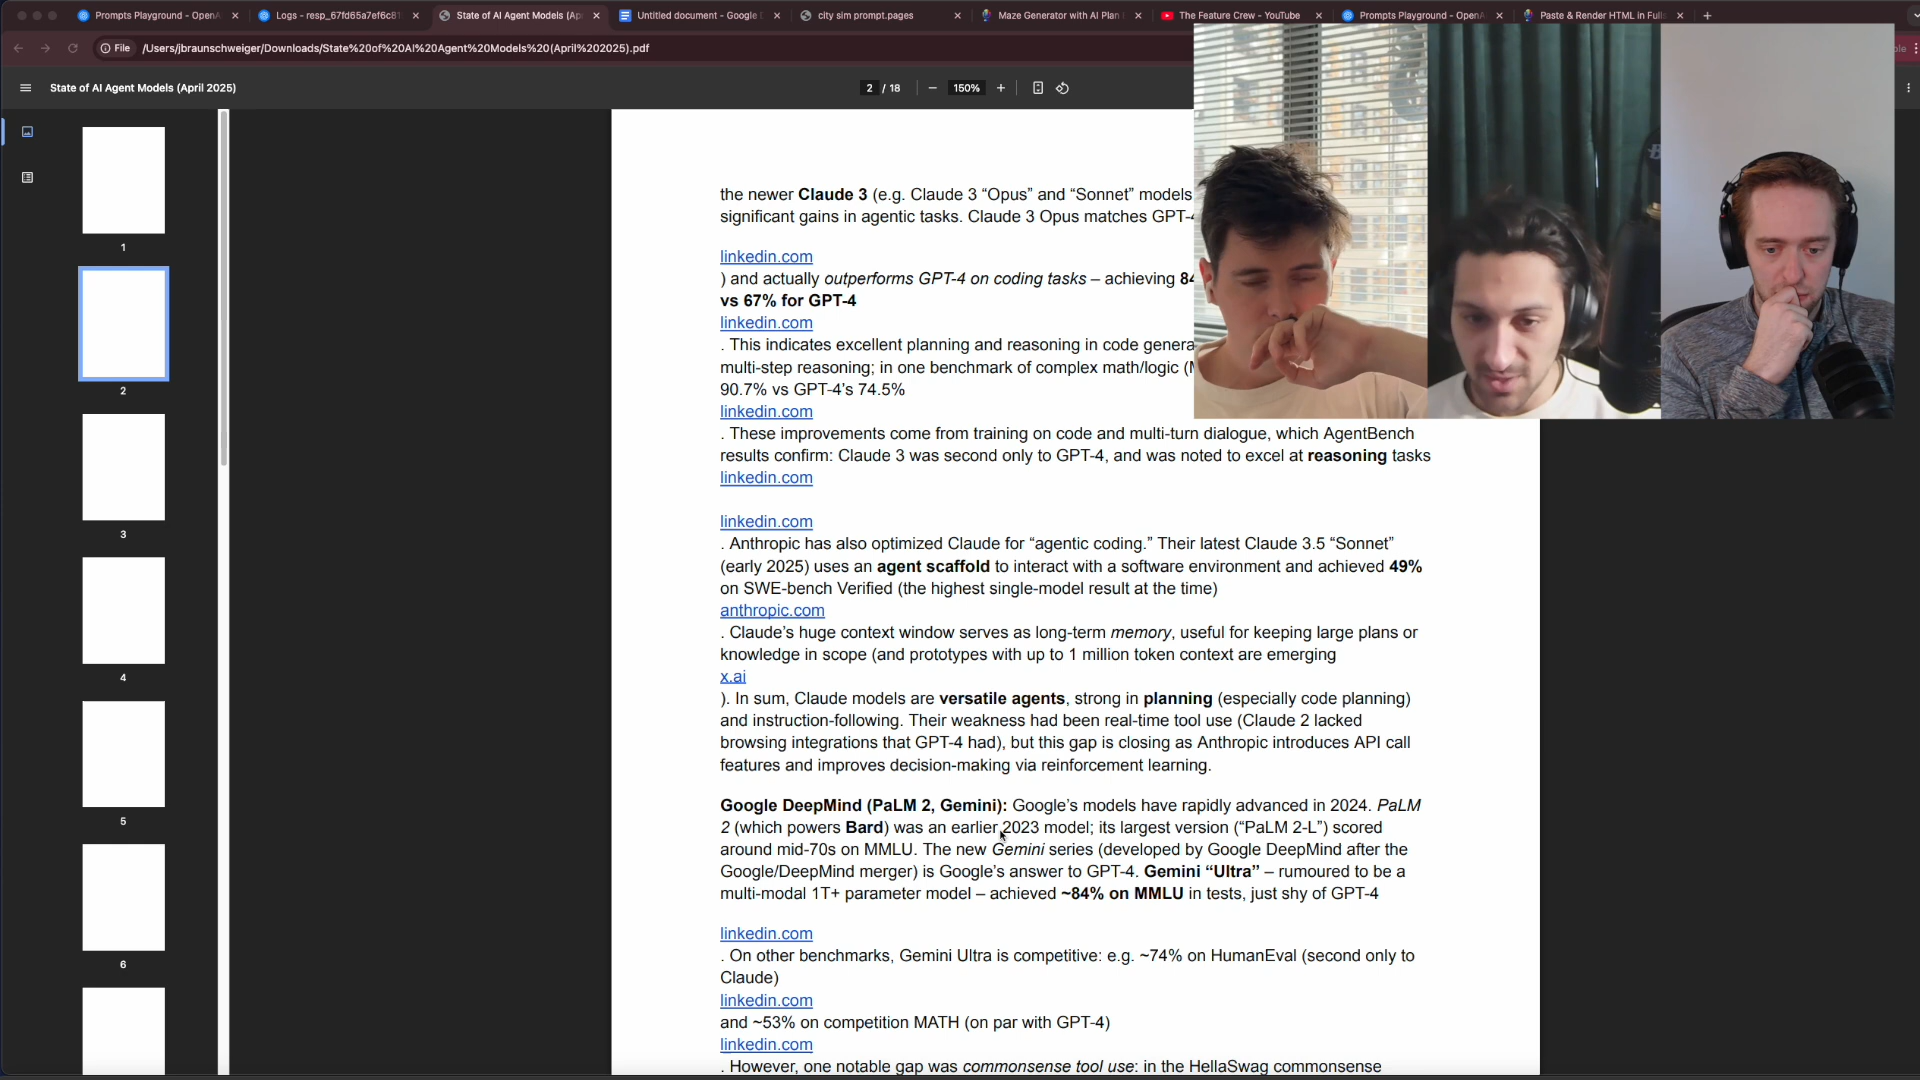 Prompts Playground - OpenA
Logs - resp_67fd65a7ef6c81
State of AI Agent Models (Ap
Untitled document - Google D
city sim prompt.pages
Maze Generator with AI Plan
The Feature Crew - YouTube
Prompts Playground - OpenA
Paste & Render HTML in Fulls
File /Users/jbraunschweiger/Downloads/State%20of%20AI%20Agent%20Models%20(April%202025).pdf
State of AI Agent Models (April 2025)
2 / 18
150%
1
2
3
4
5
6
the newer Claude 3 (e.g. Claude 3 “Opus” and “Sonnet” models
significant gains in agentic tasks. Claude 3 Opus matches GPT-4
linkedin.com
) and actually outperforms GPT-4 on coding tasks – achieving 84
vs 67% for GPT-4
linkedin.com
. This indicates excellent planning and reasoning in code genera
multi-step reasoning; in one benchmark of complex math/logic (M
90.7% vs GPT-4’s 74.5%
linkedin.com
. These improvements come from training on code and multi-turn dialogue, which AgentBench
results confirm: Claude 3 was second only to GPT-4, and was noted to excel at reasoning tasks
linkedin.com
linkedin.com
. Anthropic has also optimized Claude for “agentic coding.” Their latest Claude 3.5 “Sonnet”
(early 2025) uses an agent scaffold to interact with a software environment and achieved 49%
on SWE-bench Verified (the highest single-model result at the time)
anthropic.com
. Claude’s huge context window serves as long-term memory, useful for keeping large plans or
knowledge in scope (and prototypes with up to 1 million token context are emerging
x.ai
). In sum, Claude models are versatile agents, strong in planning (especially code planning)
and instruction-following. Their weakness had been real-time tool use (Claude 2 lacked
browsing integrations that GPT-4 had), but this gap is closing as Anthropic introduces API call
features and improves decision-making via reinforcement learning.
Google DeepMind (PaLM 2, Gemini): Google’s models have rapidly advanced in 2024. PaLM
2 (which powers Bard) was an earlier 2023 model; its largest version (“PaLM 2-L”) scored
around mid-70s on MMLU. The new Gemini series (developed by Google DeepMind after the
Google/DeepMind merger) is Google’s answer to GPT-4. Gemini “Ultra” – rumoured to be a
multi-modal 1T+ parameter model – achieved ~84% on MMLU in tests, just shy of GPT-4
linkedin.com
. On other benchmarks, Gemini Ultra is competitive: e.g. ~74% on HumanEval (second only to
Claude)
linkedin.com
and ~53% on competition MATH (on par with GPT-4)
linkedin.com
. However, one notable gap was commonsense tool use: in the HellaSwag commonsense